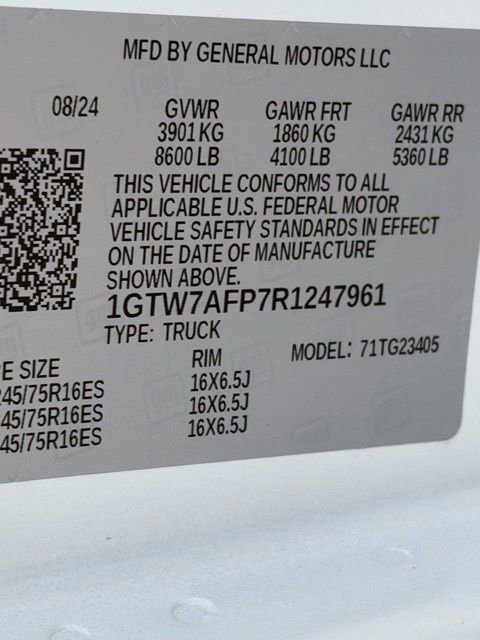 MFD BY GENERAL MOTORS LLC
08/24 GVWR GAWR FRT GAWR RR
3901 KG 1860 KG 2431 KG
8600 LB 4100 LB 5360 LB
THIS VEHICLE CONFORMS TO ALL
APPLICABLE U.S. FEDERAL MOTOR
VEHICLE SAFETY STANDARDS IN EFFECT
ON THE DATE OF MANUFACTURE
SHOWN ABOVE.
1GTW7AFP7R1247961
TYPE: TRUCK
E SIZE RIM MODEL: 71TG23405
245/75R16ES 16X6.5J
45/75R16ES 16X6.5J
45/75R16ES 16X6.5J